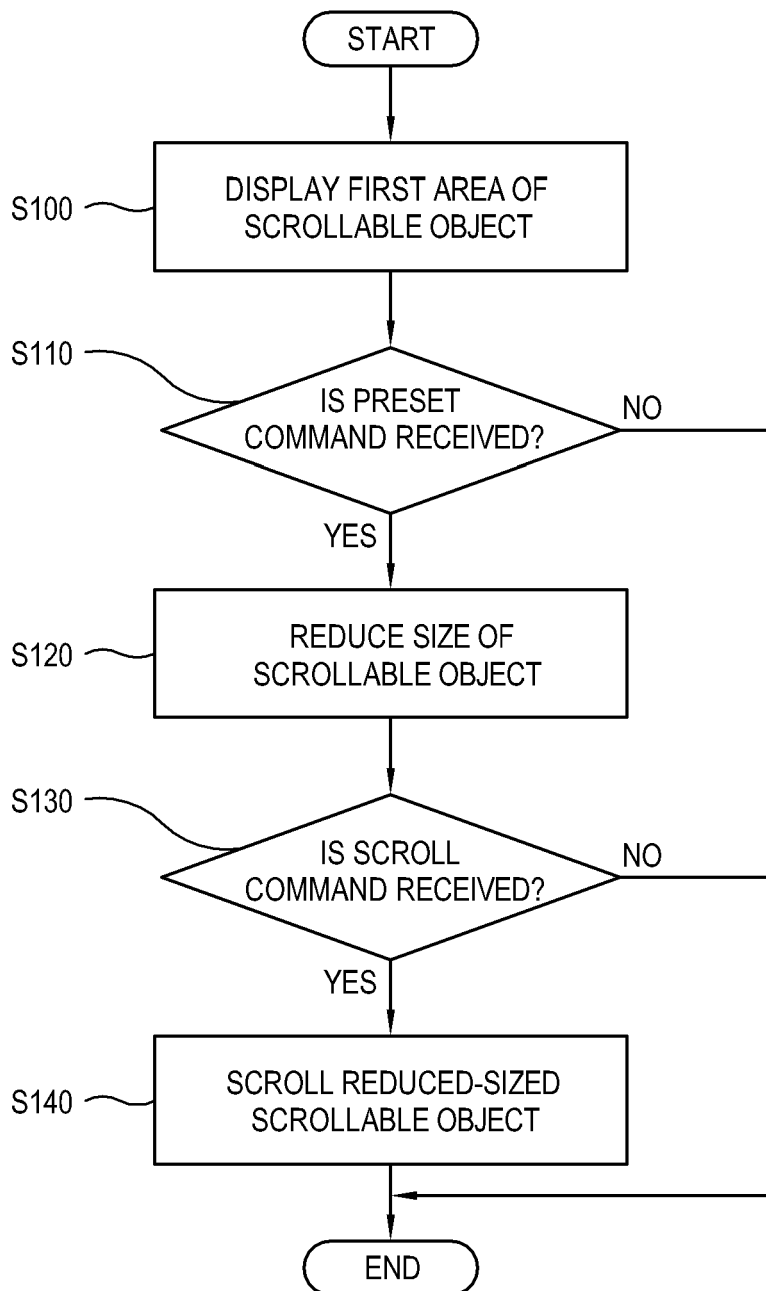 START
S100
DISPLAY FIRST AREA OF
SCROLLABLE OBJECT
S110
IS PRESET
COMMAND RECEIVED?
NO
YES
S120
REDUCE SIZE OF
SCROLLABLE OBJECT
S130
IS SCROLL
COMMAND RECEIVED?
NO
YES
S140
SCROLL REDUCED-SIZED
SCROLLABLE OBJECT
END